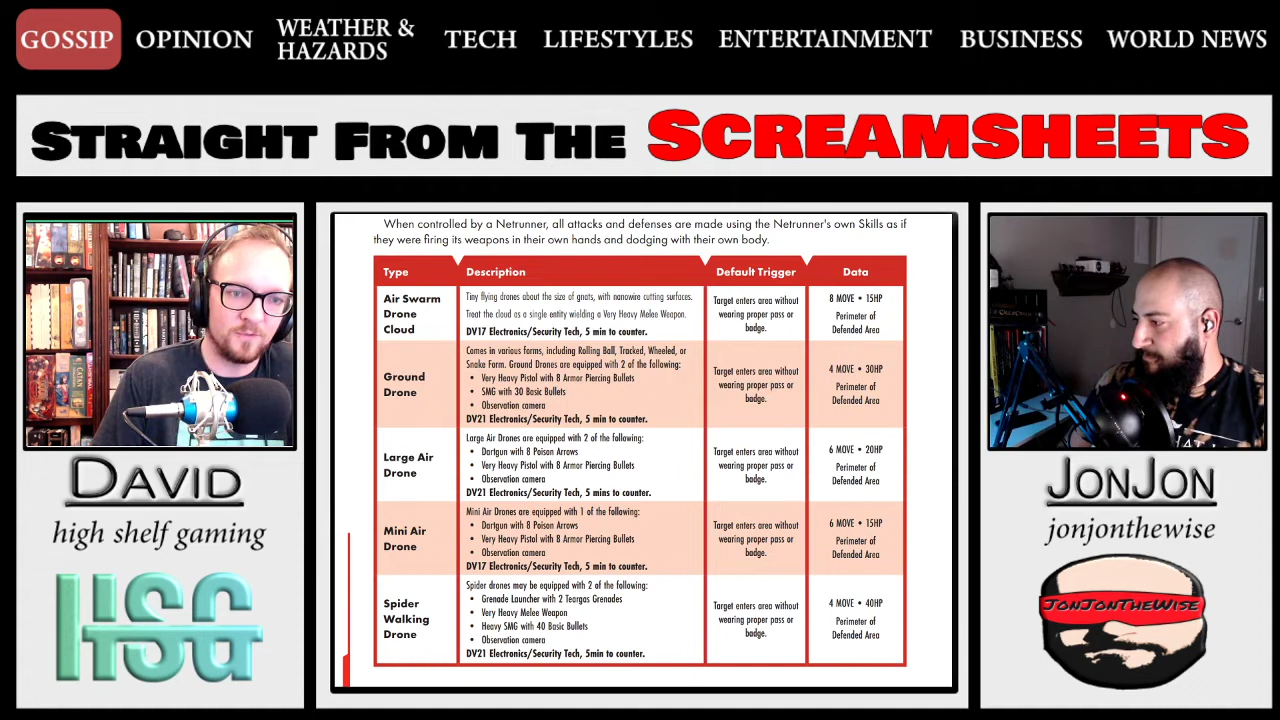 GOSSIP
OPINION
WEATHER &
HAZARDS
TECH
LIFESTYLES
ENTERTAINMENT
BUSINESS
WORLD NEWS
STRAIGHT FROM THE SCREAMSHEETS
When controlled by a Netrunner, all attacks and defenses are made using the Netrunner's own Skills as if
they were firing its weapons in their own hands and dodging with their own body.
Type
Description
Default Trigger
Data
Air Swarm
Drone
Cloud
Tiny flying drones about the size of gnats, with nanowire cutting surfaces.
Treat the cloud as a single entity wielding a Very Heavy Melee Weapon.
DV17 Electronics/Security Tech, 5 min to counter.
Target enters area without
wearing proper pass or
badge.
8 MOVE • 15HP
Perimeter of
Defended Area
Ground
Drone
Comes in various forms, including Rolling Ball, Tracked, Wheeled, or
Snake Form. Ground Drones are equipped with 2 of the following:
• Very Heavy Pistol with 8 Armor Piercing Bullets
• SMG with 30 Basic Bullets
• Observation camera
DV21 Electronics/Security Tech, 5 min to counter.
Target enters area without
wearing proper pass or
badge.
4 MOVE • 30HP
Perimeter of
Defended Area
Large Air
Drone
Large Air Drones are equipped with 2 of the following:
• Dartgun with 8 Poison Arrows
• Very Heavy Pistol with 8 Armor Piercing Bullets
• Observation camera
DV21 Electronics/Security Tech, 5 mins to counter.
Target enters area without
wearing proper pass or
badge.
6 MOVE • 20HP
Perimeter of
Defended Area
Mini Air
Drone
Mini Air Drones are equipped with 1 of the following:
• Dartgun with 8 Poison Arrows
• Very Heavy Pistol with 8 Armor Piercing Bullets
• Observation camera
DV17 Electronics/Security Tech, 5 min to counter.
Target enters area without
wearing proper pass or
badge.
6 MOVE • 15HP
Perimeter of
Defended Area
Spider
Walking
Drone
Spider drones may be equipped with 2 of the following:
• Grenade Launcher with 2 Teargas Grenades
• Very Heavy Melee Weapon
• Heavy SMG with 40 Basic Bullets
• Observation camera
DV21 Electronics/Security Tech, 5min to counter.
Target enters area without
wearing proper pass or
badge.
4 MOVE • 40HP
Perimeter of
Defended Area
CATAN
DAVID
high shelf gaming
HSG
JONJON
jonjonthewise
JONJONTHEWISE